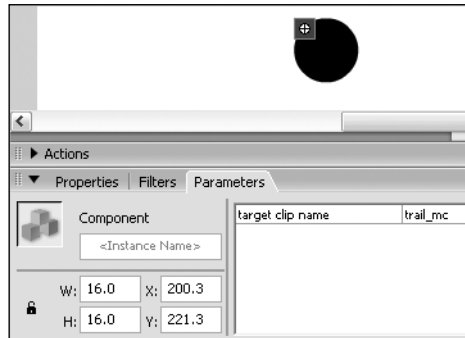 Actions
Properties | Filters | Parameters
Component
<Instance Name>
target clip name trail_mc
W: 16.0 X: 200.3
H: 16.0 Y: 221.3